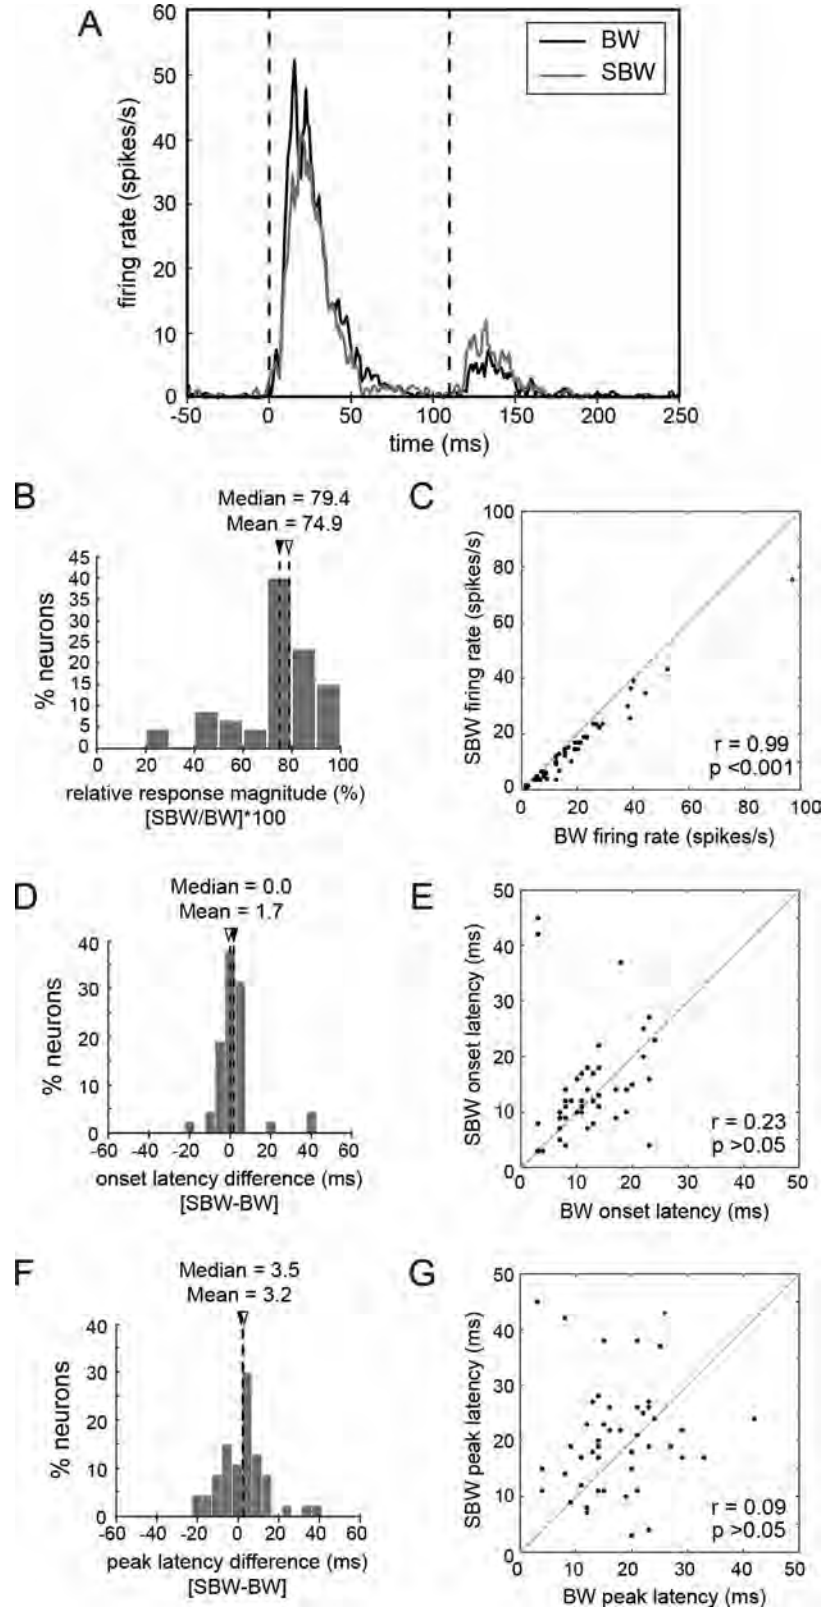 A
BW
SBW
60
50
40
30
20
10
0
firing rate (spikes/s)
-50
0
50
100
150
200
250
time (ms)
B
Median = 79.4
Mean = 74.9
45
40
35
30
25
20
15
10
5
0
% neurons
0
20
40
60
80
100
relative response magnitude (%)
[SBW/BW]*100
C
100
80
60
40
20
0
SBW firing rate (spikes/s)
r = 0.99
p <0.001
0
20
40
60
80
100
BW firing rate (spikes/s)
D
Median = 0.0
Mean = 1.7
40
30
20
10
0
% neurons
-60
-40
-20
0
20
40
60
onset latency difference (ms)
[SBW-BW]
E
50
40
30
20
10
0
SBW onset latency (ms)
r = 0.23
p >0.05
0
10
20
30
40
50
BW onset latency (ms)
F
Median = 3.5
Mean = 3.2
40
30
20
10
0
% neurons
-60
-40
-20
0
20
40
60
peak latency difference (ms)
[SBW-BW]
G
50
40
30
20
10
0
SBW peak latency (ms)
r = 0.09
p >0.05
0
10
20
30
40
50
BW peak latency (ms)